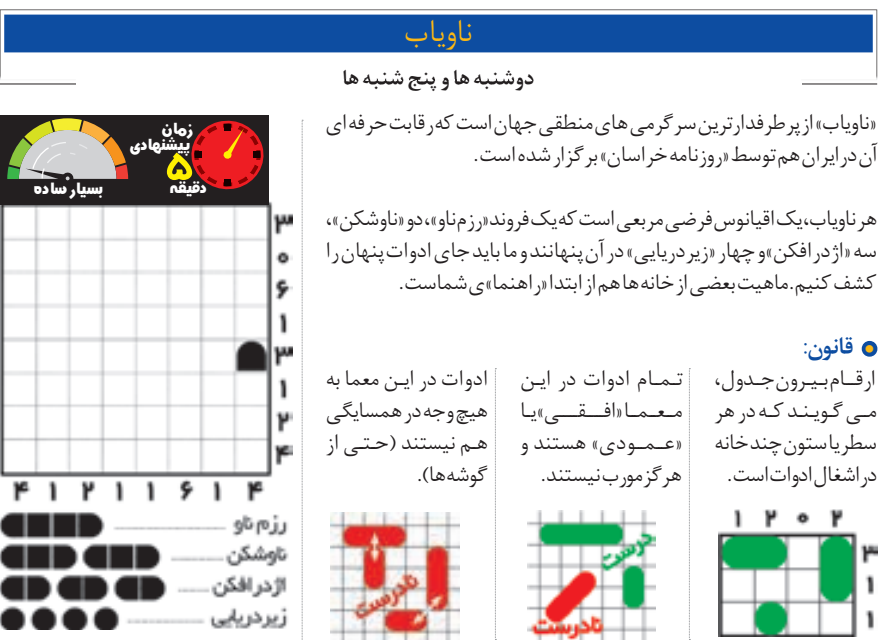 ناویاب
دوشنبه ها و پنج شنبه ها
«ناویاب» از پر طرفدارترین سرگرمی های منطقی جهان است که رقابت حرفه ای
آن در ایران هم توسط «روزنامه خراسان» برگزار شده است.
هر ناویاب، یک اقیانوس فرضی مربعی است که یک فروند «رزم ناو»، دو «ناوشکن»،
سه «اژدر افکن» و چهار «زیر دریایی» در آن پنهانند و ما باید جای ادوات پنهان را
کشف کنیم. ماهیت بعضی از خانه ها هم از ابتدا «راهنما»ی شماست.
قانون:
ارقام بیرون جدول،
می گویند که در هر
سطر یا ستون چند خانه
در اشغال ادوات است.
۱ ۲ ۰ ۲
۳
۱
۱
تمام ادوات در این
معما «افقی» یا
«عمودی» هستند و
هرگز مورب نیستند.
درست
نادرست
ادوات در این معما به
هیچ وجه در همسایگی
هم نیستند (حتی از
گوشه ها).
نادرست
زمان
پیشنهادی
۵
دقیقه
بسیار ساده
۳
۰
۶
۱
۳
۱
۲
۴
۴ ۱ ۲ ۱ ۱ ۶ ۱ ۴
رزم ناو
ناوشکن
اژدر افکن
زیردریایی